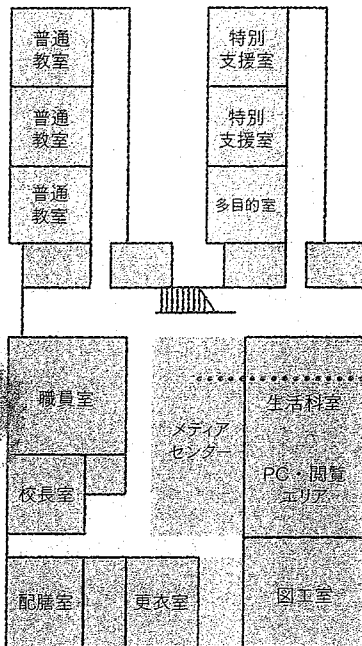 普通
教室
特別
支援室
普通
教室
特別
支援室
普通
教室
多目的室
職員室
メディア
センター
生活科室
校長室
PC・閲覧
エリア
配膳室
更衣室
図工室